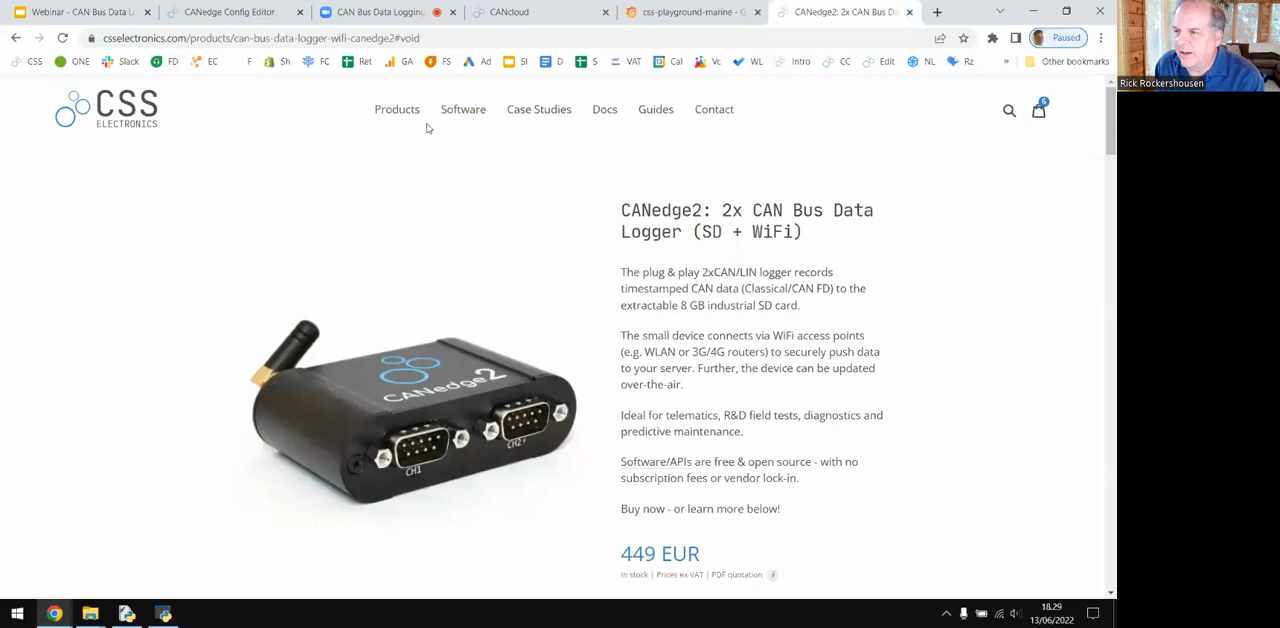 Webinar - CAN Bus Data Lo
CANedge Config Editor
CAN Bus Data Logging
CANcloud
css-playground-marine - G
CANedge2: 2x CAN Bus Da
csselectronics.com/products/can-bus-data-logger-wifi-canedge2#void
Paused
CSS
ONE
Slack
FD
EC
F
Sh
FC
Ret
GA
FS
Ad
SI
D
S
VAT
Cal
Vc
WL
Intro
CC
Edit
NL
Rz
»
Other bookmarks
Rick Rockershousen
CSS
ELECTRONICS
Products
Software
Case Studies
Docs
Guides
Contact
6
CANedge2: 2x CAN Bus Data
Logger (SD + WiFi)
The plug & play 2xCAN/LIN logger records
timestamped CAN data (Classical/CAN FD) to the
extractable 8 GB industrial SD card.
The small device connects via WiFi access points
(e.g. WLAN or 3G/4G routers) to securely push data
to your server. Further, the device can be updated
over-the-air.
Ideal for telematics, R&D field tests, diagnostics and
predictive maintenance.
Software/APIs are free & open source - with no
subscription fees or vendor lock-in.
Buy now - or learn more below!
449 EUR
In stock | Prices ex VAT | PDF quotation i
CANedge2
CH1
CH2
18.29
13/06/2022